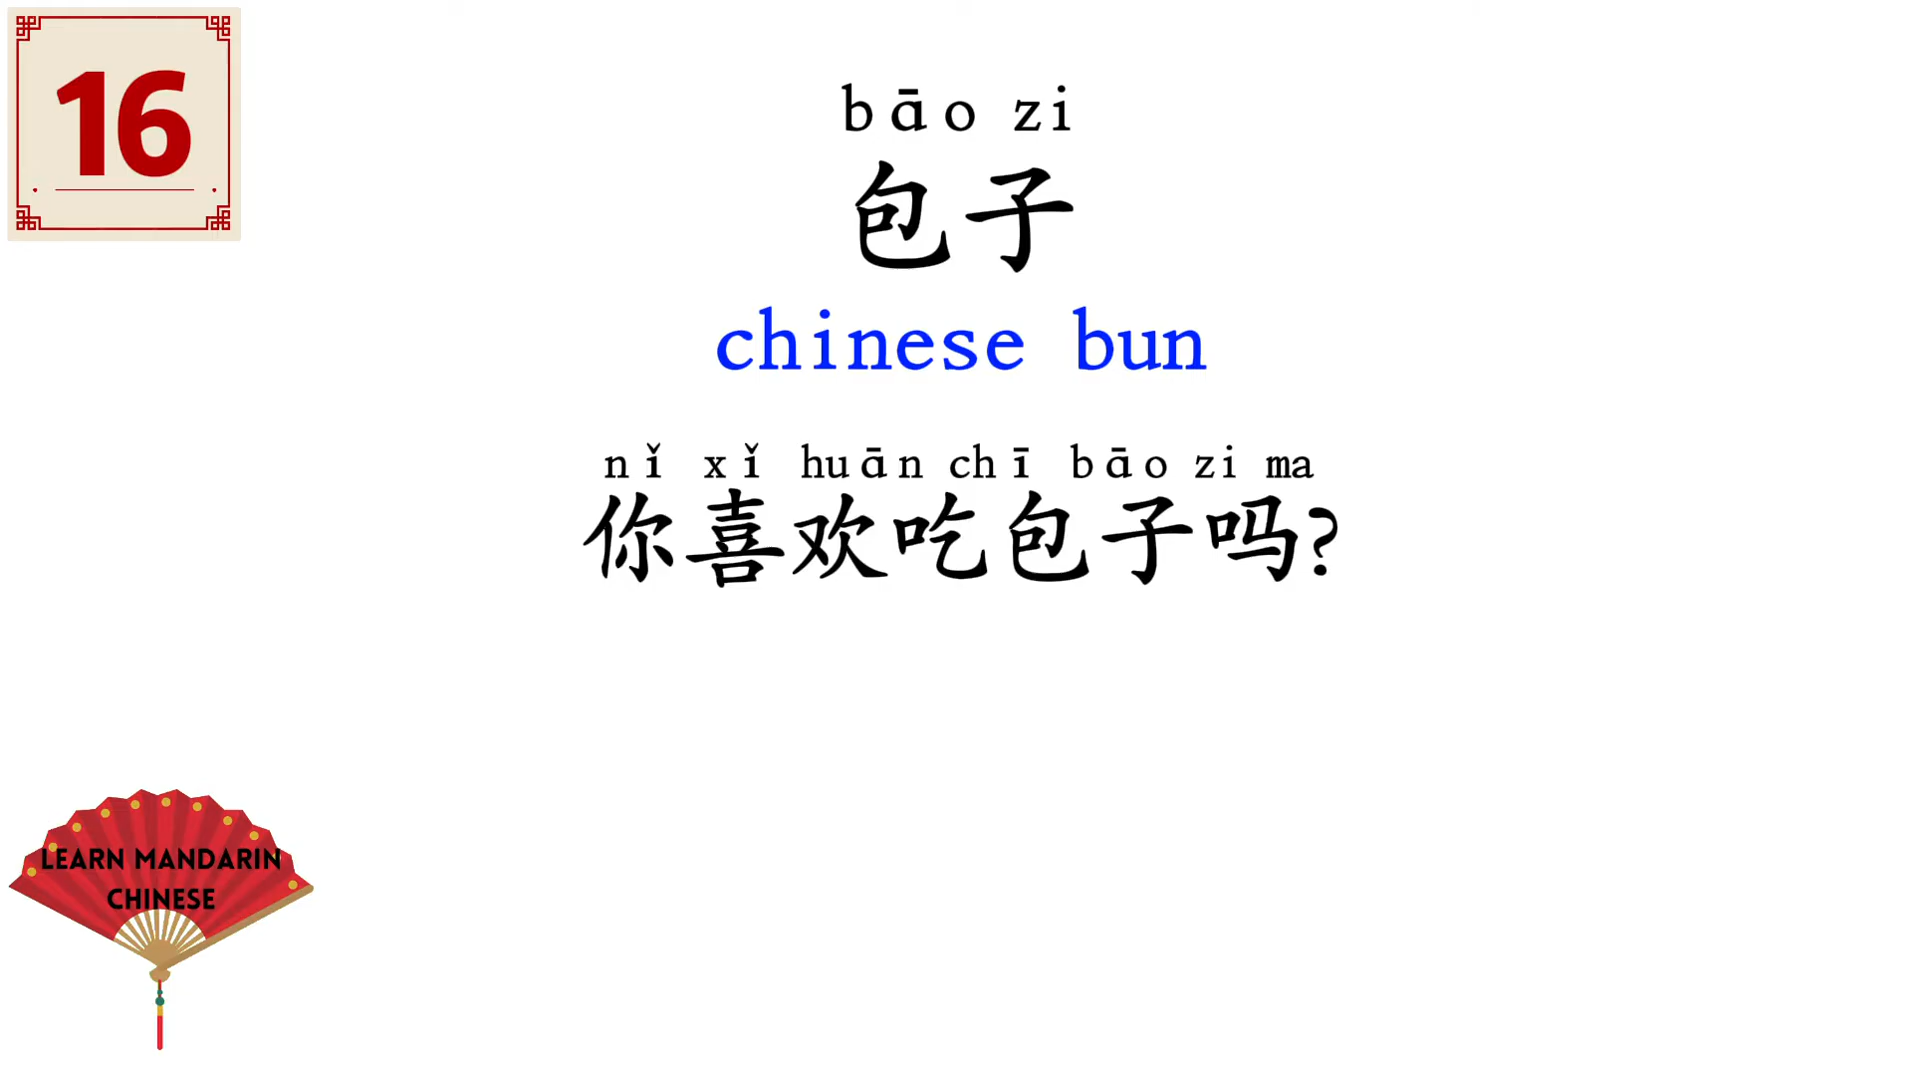 16
bāo zi
包子
chinese bun
nǐ xǐ huān chī bāo zi ma
你喜欢吃包子吗?
LEARN MANDARIN
CHINESE